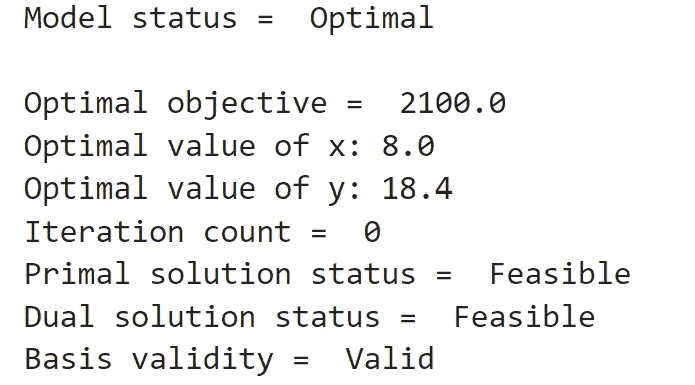 Model status =  Optimal
Optimal objective =  2100.0
Optimal value of x: 8.0
Optimal value of y: 18.4
Iteration count =  0
Primal solution status =  Feasible
Dual solution status =  Feasible
Basis validity =  Valid